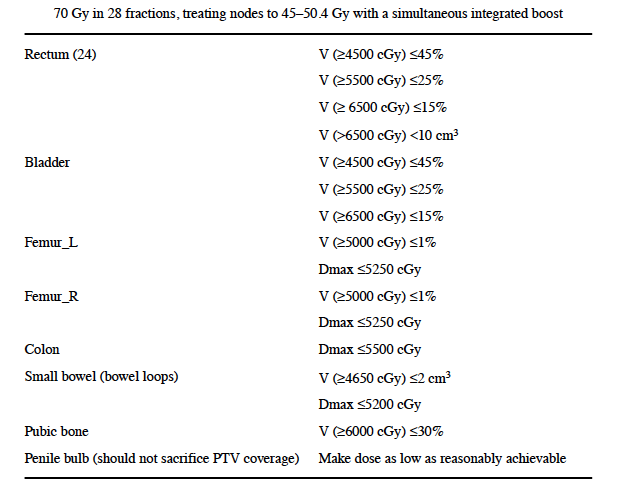 70 Gy in 28 fractions, treating nodes to 45–50.4 Gy with a simultaneous integrated boost
Rectum (24) V (≥4500 cGy) ≤45%
V (≥5500 cGy) ≤25%
V (≥ 6500 cGy) ≤15%
V (>6500 cGy) <10 cm³
Bladder V (≥4500 cGy) ≤45%
V (≥5500 cGy) ≤25%
V (≥6500 cGy) ≤15%
Femur_L V (≥5000 cGy) ≤1%
Dmax ≤5250 cGy
Femur_R V (≥5000 cGy) ≤1%
Dmax ≤5250 cGy
Colon Dmax ≤5500 cGy
Small bowel (bowel loops) V (≥4650 cGy) ≤2 cm³
Dmax ≤5200 cGy
Pubic bone V (≥6000 cGy) ≤30%
Penile bulb (should not sacrifice PTV coverage) Make dose as low as reasonably achievable